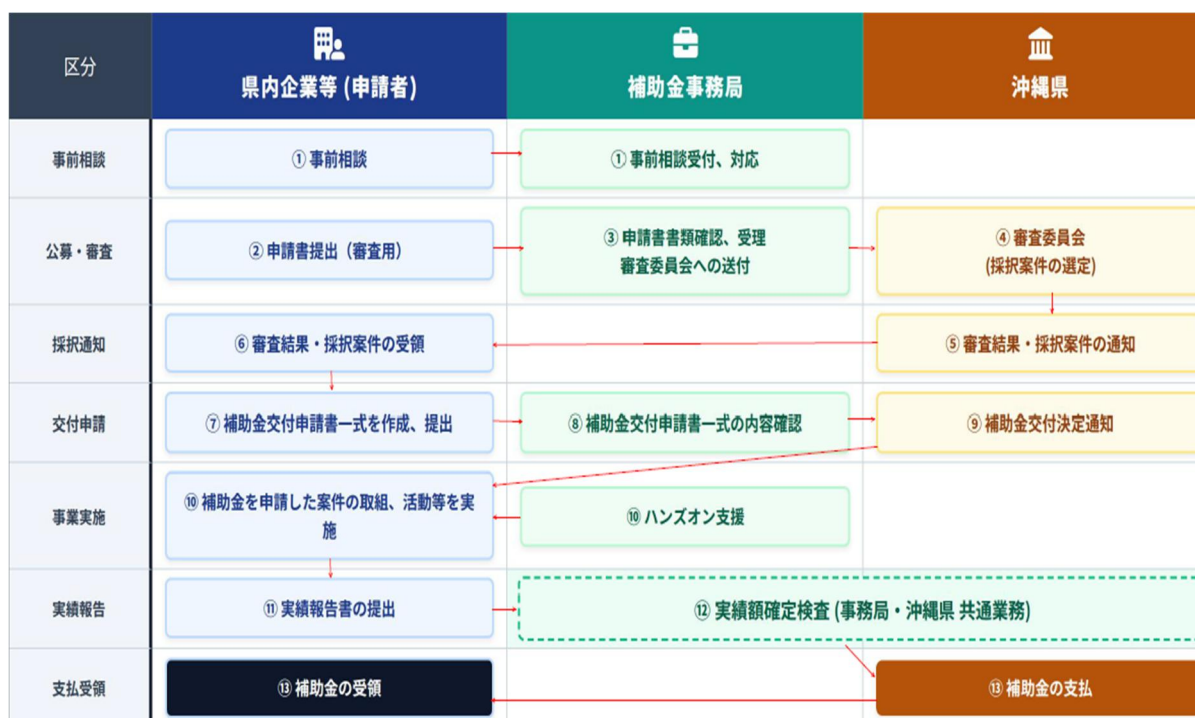 区分
県内企業等 (申請者)
補助金事務局
沖縄県
事前相談
① 事前相談
① 事前相談受付、対応
公募・審査
② 申請書提出（審査用）
③ 申請書書類確認、受理
審査委員会への送付
④ 審査委員会
(採択案件の選定)
採択通知
⑥ 審査結果・採択案件の受領
⑤ 審査結果・採択案件の通知
交付申請
⑦ 補助金交付申請書一式を作成、提出
⑧ 補助金交付申請書一式の内容確認
⑨ 補助金交付決定通知
事業実施
⑩ 補助金を申請した案件の取組、活動等を実
施
⑩ ハンズオン支援
実績報告
⑪ 実績報告書の提出
⑫ 実績額確定検査 (事務局・沖縄県 共通業務)
支払受領
⑬ 補助金の受領
⑬ 補助金の支払